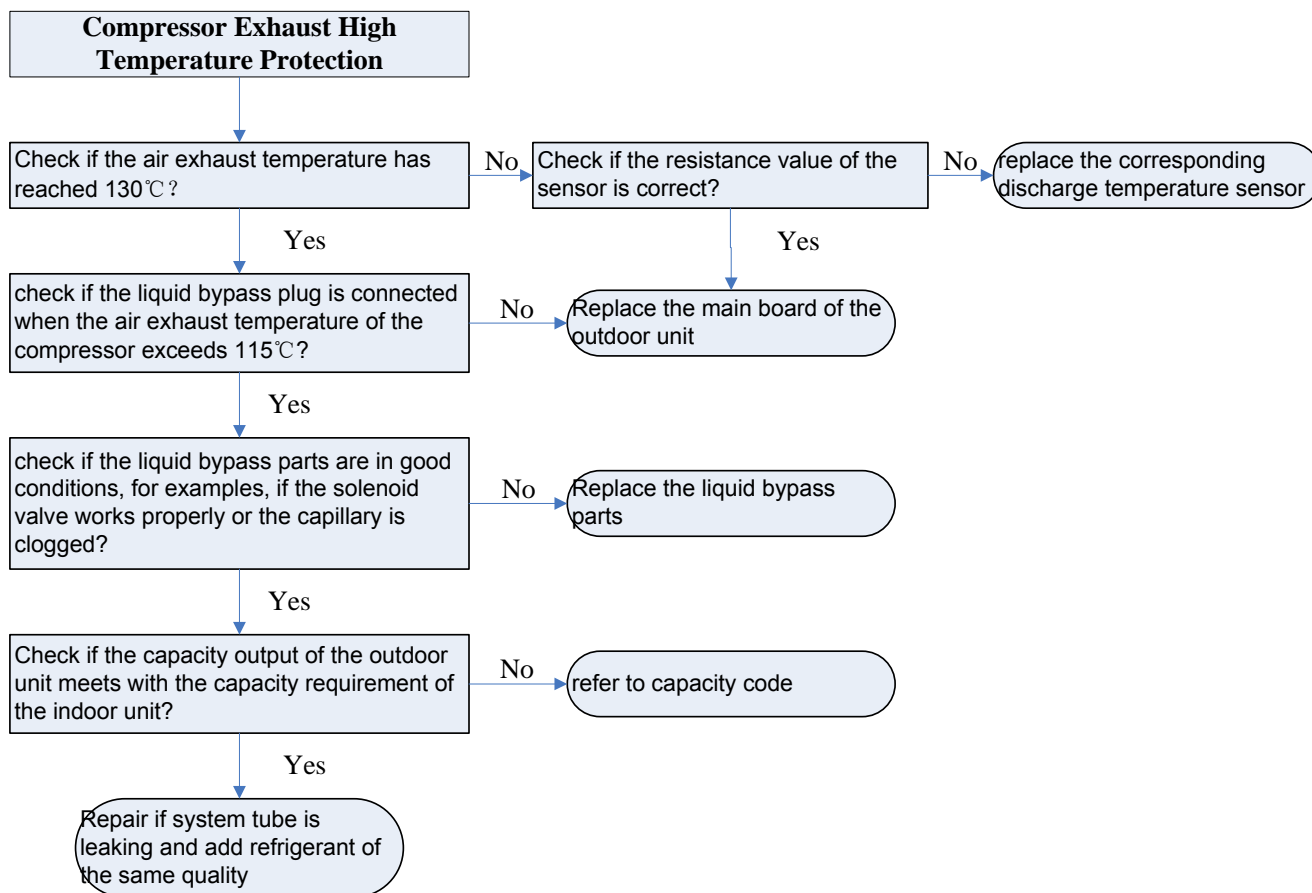 Compressor Exhaust High
Temperature Protection
Check if the air exhaust temperature has
reached 130℃?
No
Check if the resistance value of the
sensor is correct?
No
replace the corresponding
discharge temperature sensor
Yes
Yes
check if the liquid bypass plug is connected
when the air exhaust temperature of the
compressor exceeds 115℃?
No
Replace the main board of the
outdoor unit
Yes
check if the liquid bypass parts are in good
conditions, for examples, if the solenoid
valve works properly or the capillary is
clogged?
No
Replace the liquid bypass
parts
Yes
Check if the capacity output of the outdoor
unit meets with the capacity requirement of
the indoor unit?
No
refer to capacity code
Yes
Repair if system tube is
leaking and add refrigerant of
the same quality